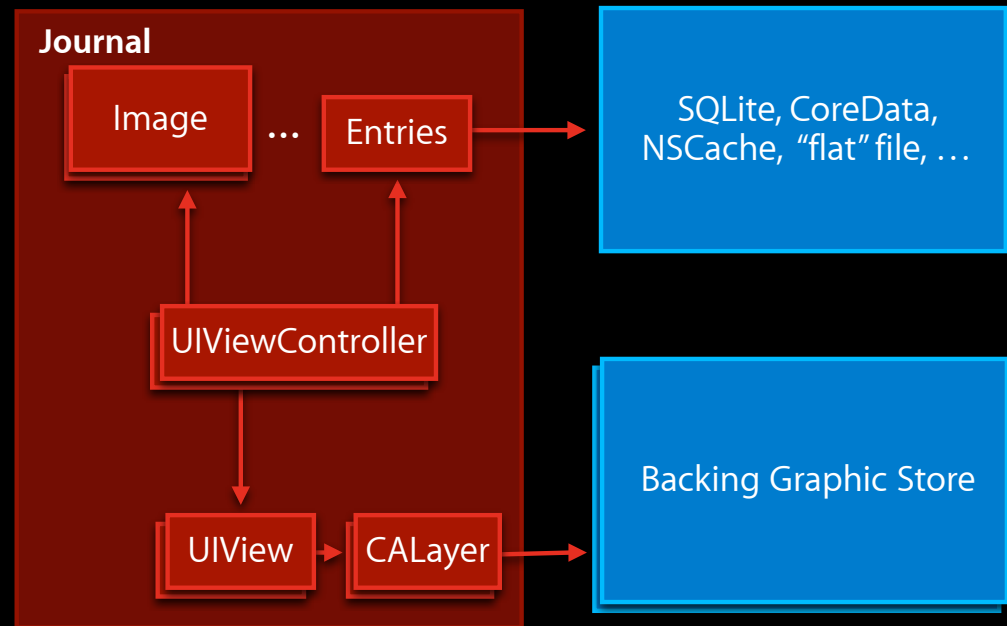 Journal
Image
...
Entries
SQLite, CoreData,
NSCache, “flat” file, …
UIViewController
UIView
CALayer
Backing Graphic Store